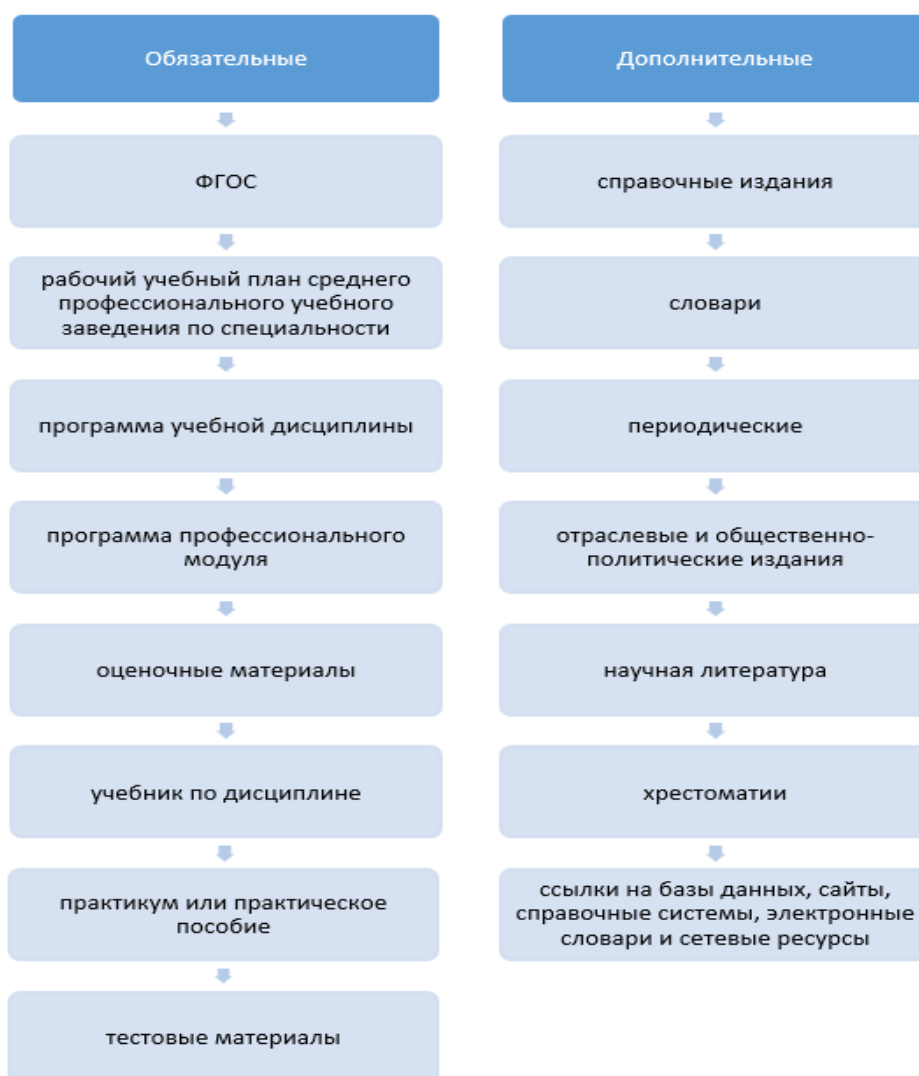 Обязательные
ФГОС
рабочий учебный план среднего
профессионального учебного
заведения по специальности
программа учебной дисциплины
программа профессионального
модуля
оценочные материалы
учебник по дисциплине
практикум или практическое
пособие
тестовые материалы
Дополнительные
справочные издания
словари
периодические
отраслевые и общественно-
политические издания
научная литература
хрестоматии
ссылки на базы данных, сайты,
справочные системы, электронные
словари и сетевые ресурсы